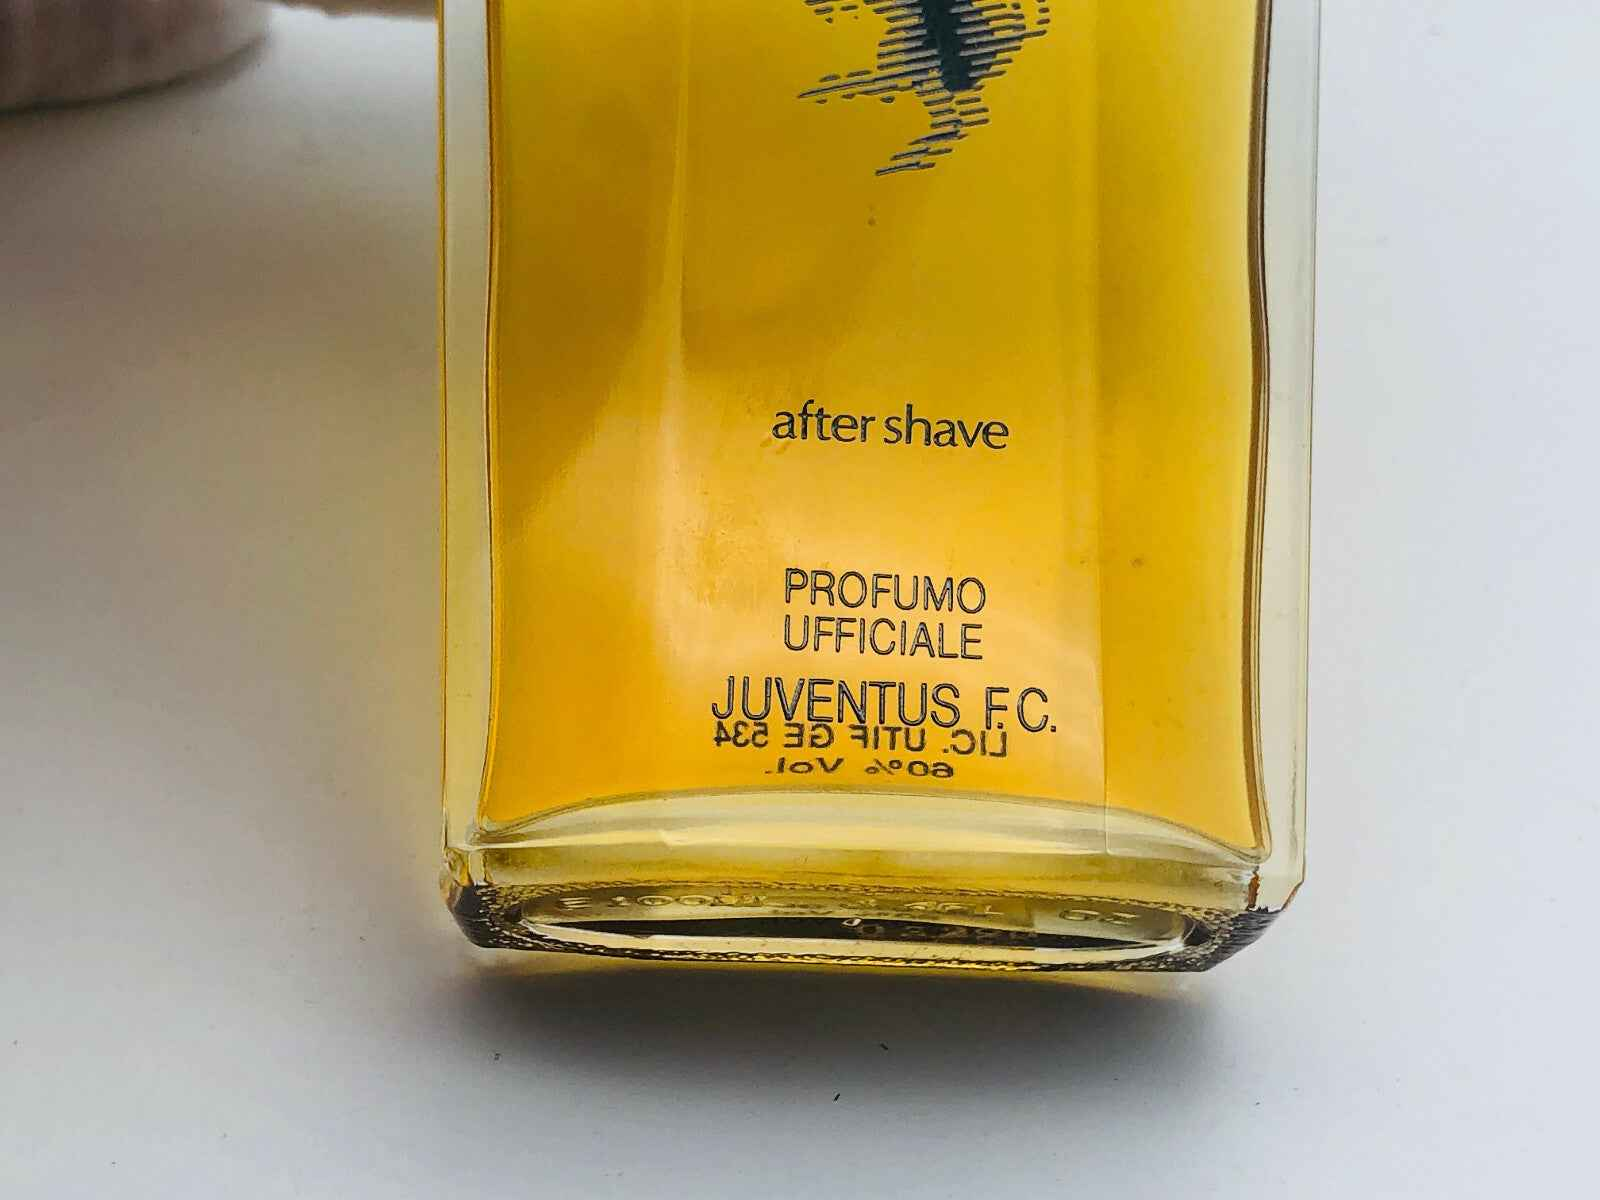 after shave
PROFUMO
UFFICIALE
JUVENTUS F.C.
LIC. UTIF GE 534
60% Vol.